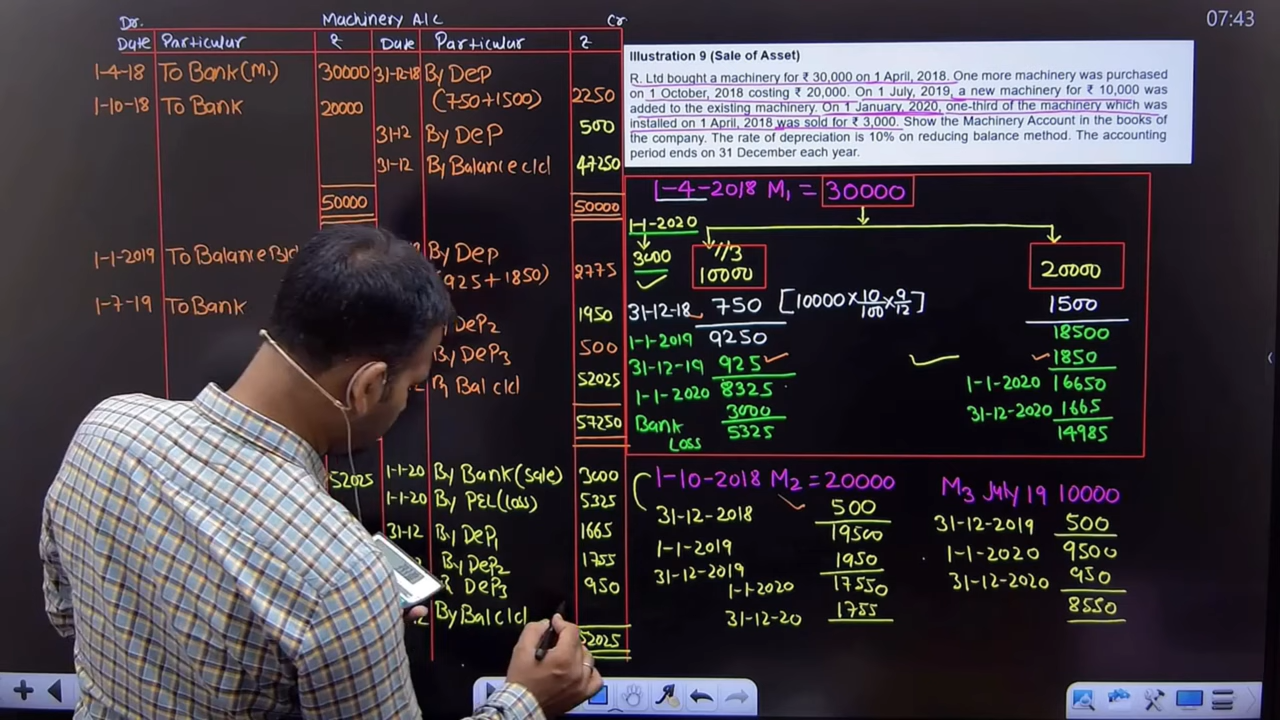 07:43
Dr. Machinery A/c Cr
Date Particular ₹ Date Particular ₹
1-4-18 To Bank (M₁) 30000 31-12-18 By Dep
(750+1500) 2250
1-10-18 To Bank 20000
31-12 By DeP 500
31-12 By Balance c/d 47250
50000 50000
1-1-2019 To Balance B/d By Dep
(925+1850) 2775
1-7-19 To Bank
DeP₂ 1950
By DeP₃ 500
Bal c/d 52025
57250
52025 1-1-20 By Bank (sale) 3000
1-1-20 By P&L (loss) 5325
31-12 By DeP₁ 1665
By DeP₂ 1755
DeP₃ 950
By Bal c/d
52025
Illustration 9 (Sale of Asset)
R. Ltd bought a machinery for ₹ 30,000 on 1 April, 2018. One more machinery was purchased
on 1 October, 2018 costing ₹ 20,000. On 1 July, 2019, a new machinery for ₹ 10,000 was
added to the existing machinery. On 1 January, 2020, one-third of the machinery which was
installed on 1 April, 2018 was sold for ₹ 3,000. Show the Machinery Account in the books of
the company. The rate of depreciation is 10% on reducing balance method. The accounting
period ends on 31 December each year.
1-4-2018 M₁ = 30000
1-1-2020
3000
1/3
10000
20000
31-12-18 750 [10000 × 10/100 × 9/12]
1-1-2019 9250
31-12-19 925
1-1-2020 8325
Bank 3000
Loss 5325
1500
18500
1850
1-1-2020 16650
31-12-2020 1665
14985
1-10-2018 M₂ = 20000
31-12-2018 500
19500
1-1-2019
31-12-2019 1950
1-1-2020 17550
31-12-20 1755
M₃ July 19 10000
31-12-2019 500
1-1-2020 9500
31-12-2020 950
8550